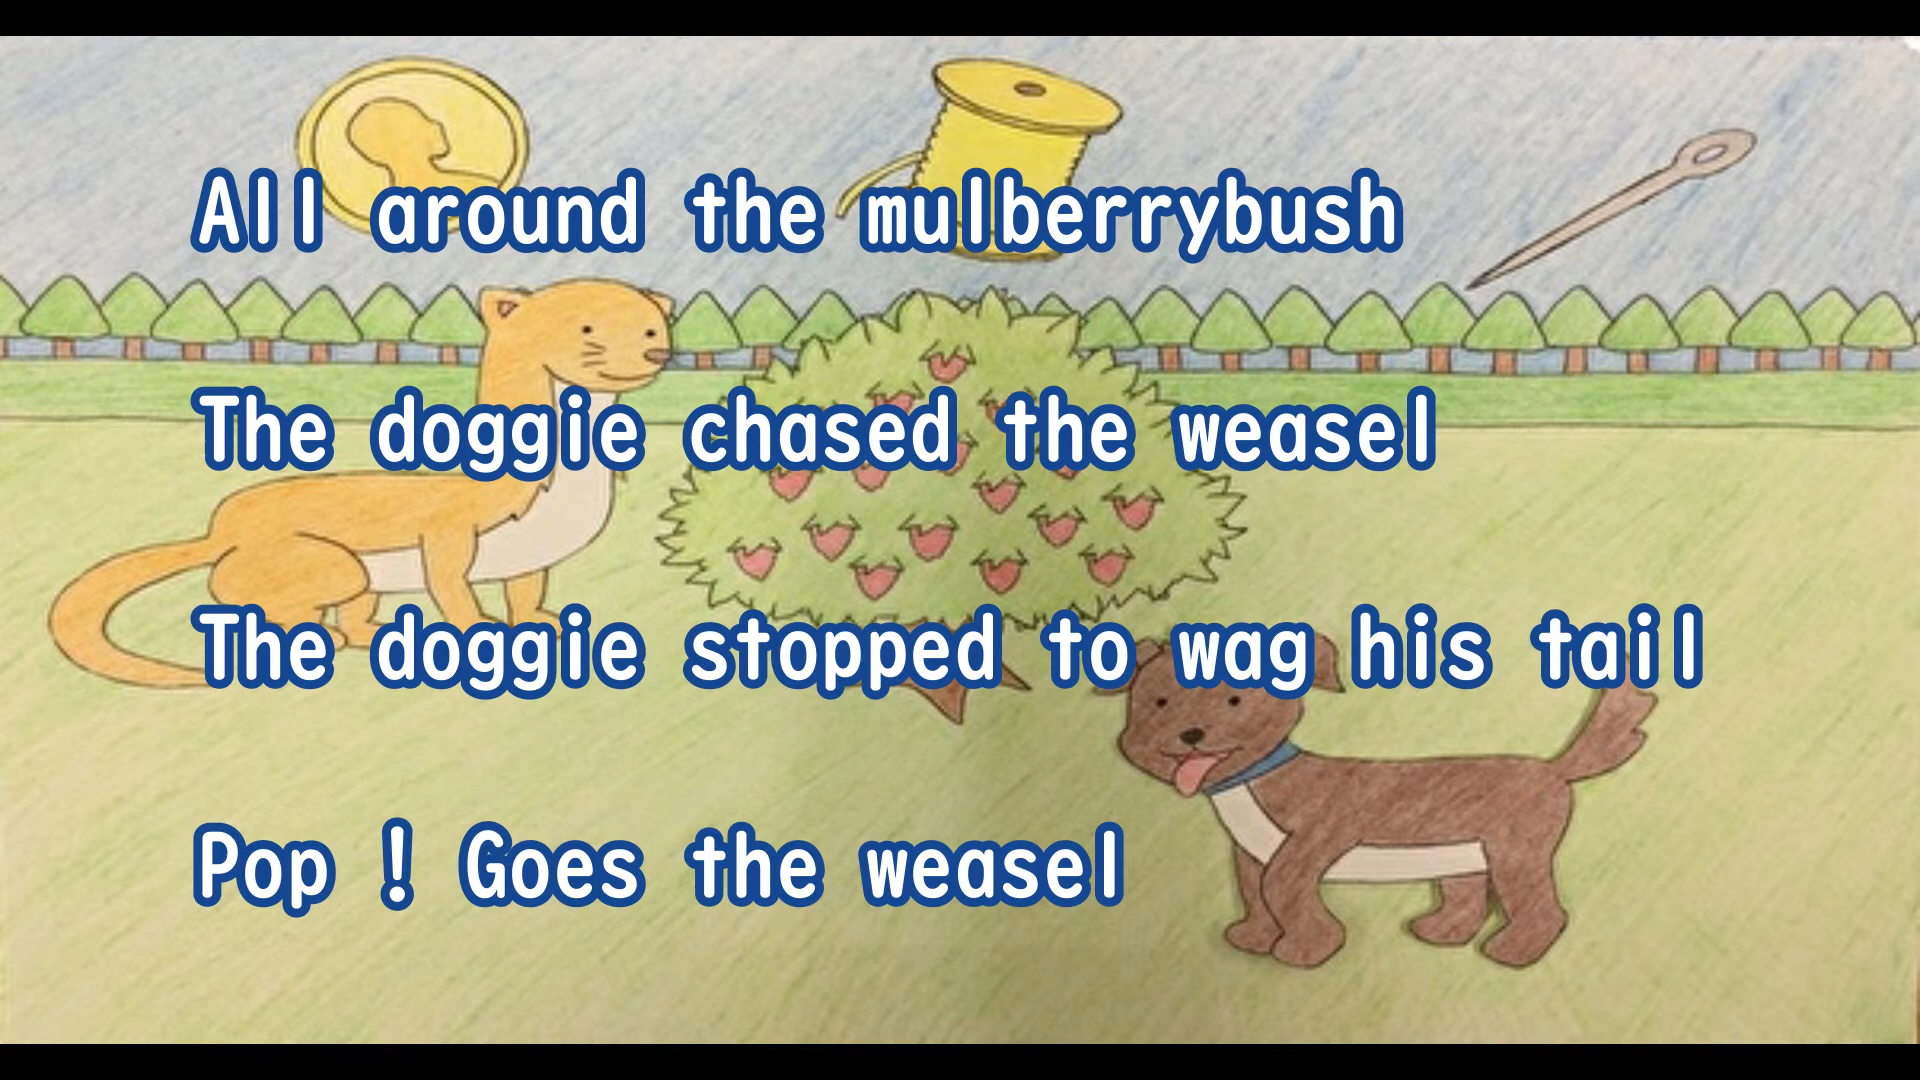 All around the mulberrybush
The doggie chased the weasel
The doggie stopped to wag his tail
Pop ! Goes the weasel